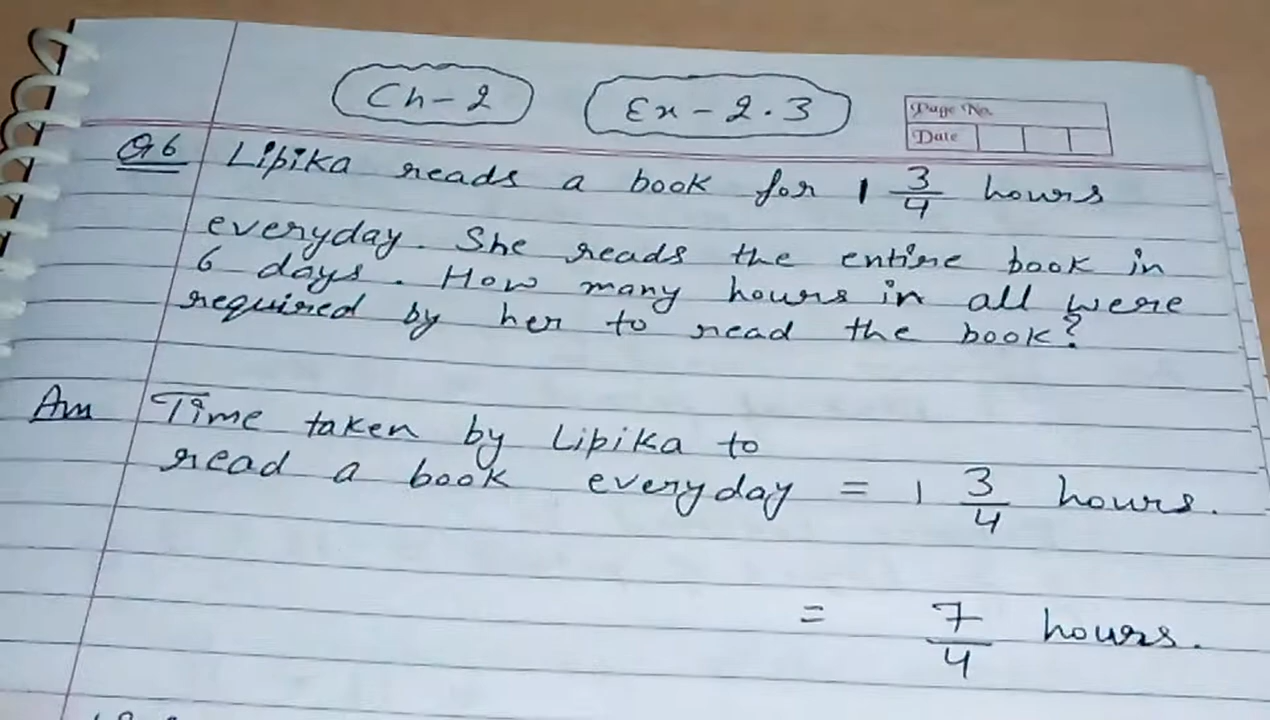 Ch-2 Ex-2.3
Page No.
Date
Q6 Lipika reads a book for 1 3/4 hours
everyday. She reads the entire book in
6 days. How many hours in all were
required by her to read the book?
Ans Time taken by Lipika to
read a book everyday = 1 3/4 hours.
= 7/4 hours.